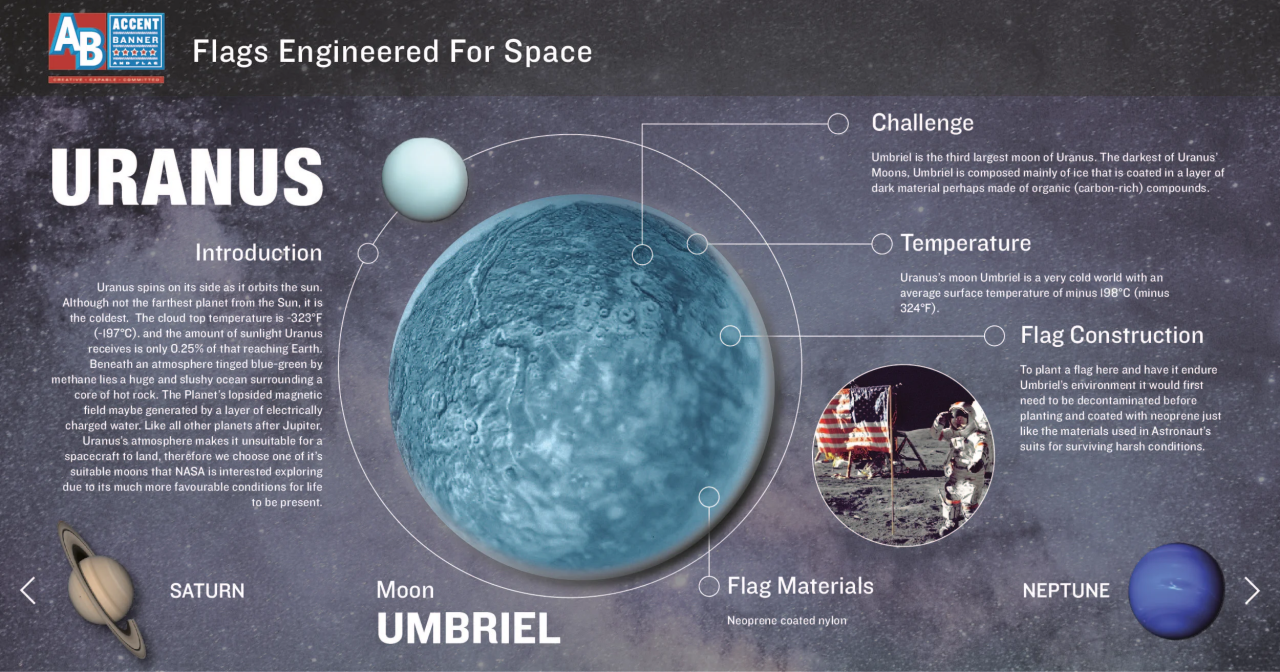 AB
ACCENT
BANNER
AND FLAG
CREATIVE · CAPABLE · COMMITTED
Flags Engineered For Space
URANUS
Introduction
Uranus spins on its side as it orbits the sun.
Although not the farthest planet from the Sun, it is
the coldest. The cloud top temperature is -323°F
(-197°C), and the amount of sunlight Uranus
receives is only 0.25% of that reaching Earth.
Beneath an atmosphere tinged blue-green by
methane lies a huge and slushy ocean surrounding a
core of hot rock. The Planet's lopsided magnetic
field maybe generated by a layer of electrically
charged water. Like all other planets after Jupiter,
Uranus's atmosphere makes it unsuitable for a
spacecraft to land, therefore we choose one of it's
suitable moons that NASA is interested exploring
due to its much more favourable conditions for life
to be present.
Challenge
Umbriel is the third largest moon of Uranus. The darkest of Uranus'
Moons, Umbriel is composed mainly of ice that is coated in a layer of
dark material perhaps made of organic (carbon-rich) compounds.
Temperature
Uranus's moon Umbriel is a very cold world with an
average surface temperature of minus 198°C (minus
324°F).
Flag Construction
To plant a flag here and have it endure
Umbriel's environment it would first
need to be decontaminated before
planting and coated with neoprene just
like the materials used in Astronaut's
suits for surviving harsh conditions.
Flag Materials
Neoprene coated nylon
Moon
UMBRIEL
SATURN
NEPTUNE